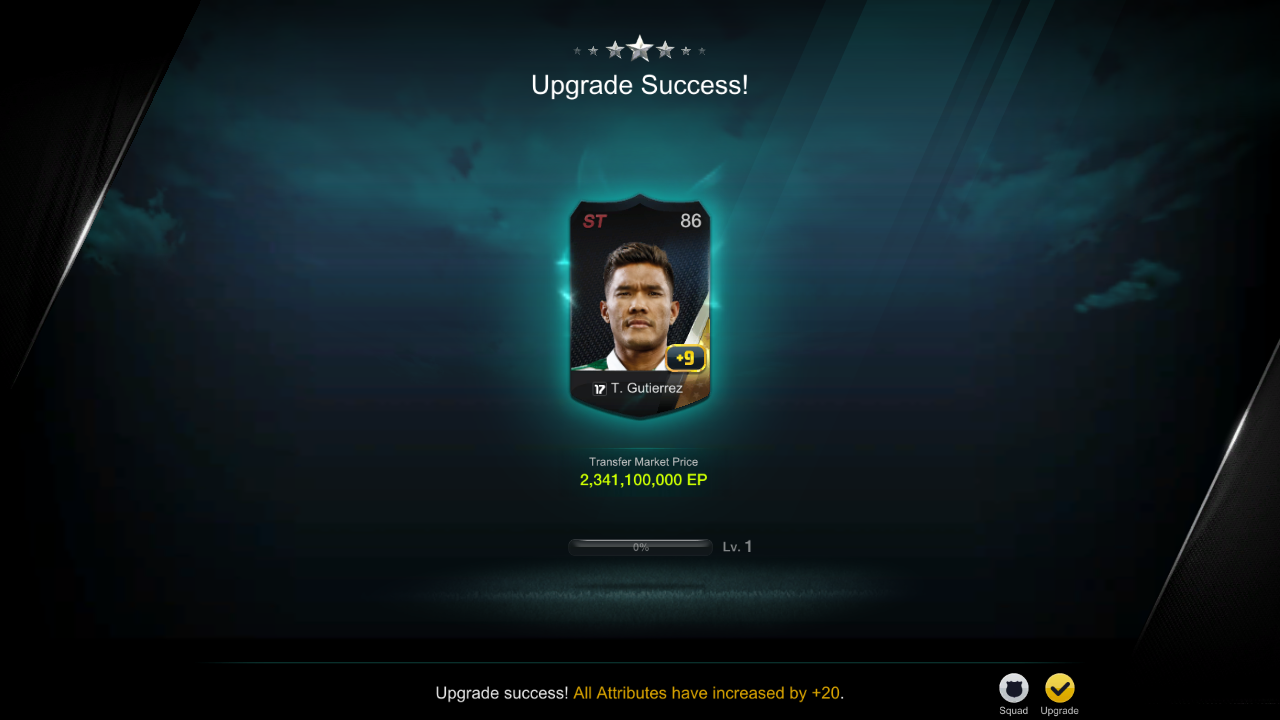 Upgrade Success!
ST 86
+9
17 T. Gutierrez
Transfer Market Price
2,341,100,000 EP
0% Lv. 1
Upgrade success! All Attributes have increased by +20.
Squad Upgrade